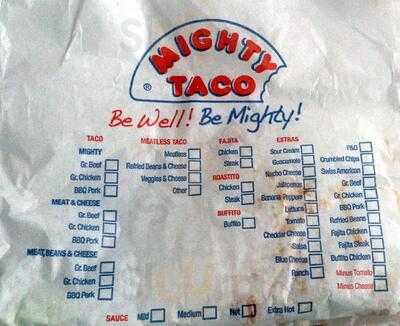 MIGHTY
TACO
®
Be Well! Be Mighty!
TACO
MIGHTY
Gr. Beef
Gr. Chicken
BBQ Pork
MEAT & CHEESE
Gr. Beef
Gr. Chicken
BBQ Pork
MEAT, BEANS & CHEESE
Gr. Beef
Gr. Chicken
BBQ Pork
MEATLESS TACO
Meatless
Refried Beans & Cheese
Veggies & Cheese
Other
FAJITA
Chicken
Steak
ROASTITO
Chicken
Steak
BUFFITO
Buffito
EXTRAS
Sour Cream
Guacamole
Nacho Cheese
Jalapenos
Banana Peppers
Lettuce
Tomato
Cheddar Cheese
Salsa
Blue Cheese
Ranch
Crumbled Chips
Swiss American
Gr. Beef
Gr. Chicken
BBQ Pork
Refried Beans
Fajita Chicken
Fajita Steak
Buffito Chicken
Minus Tomato
Minus Cheese
SAUCE Mild Medium Hot Extra Hot